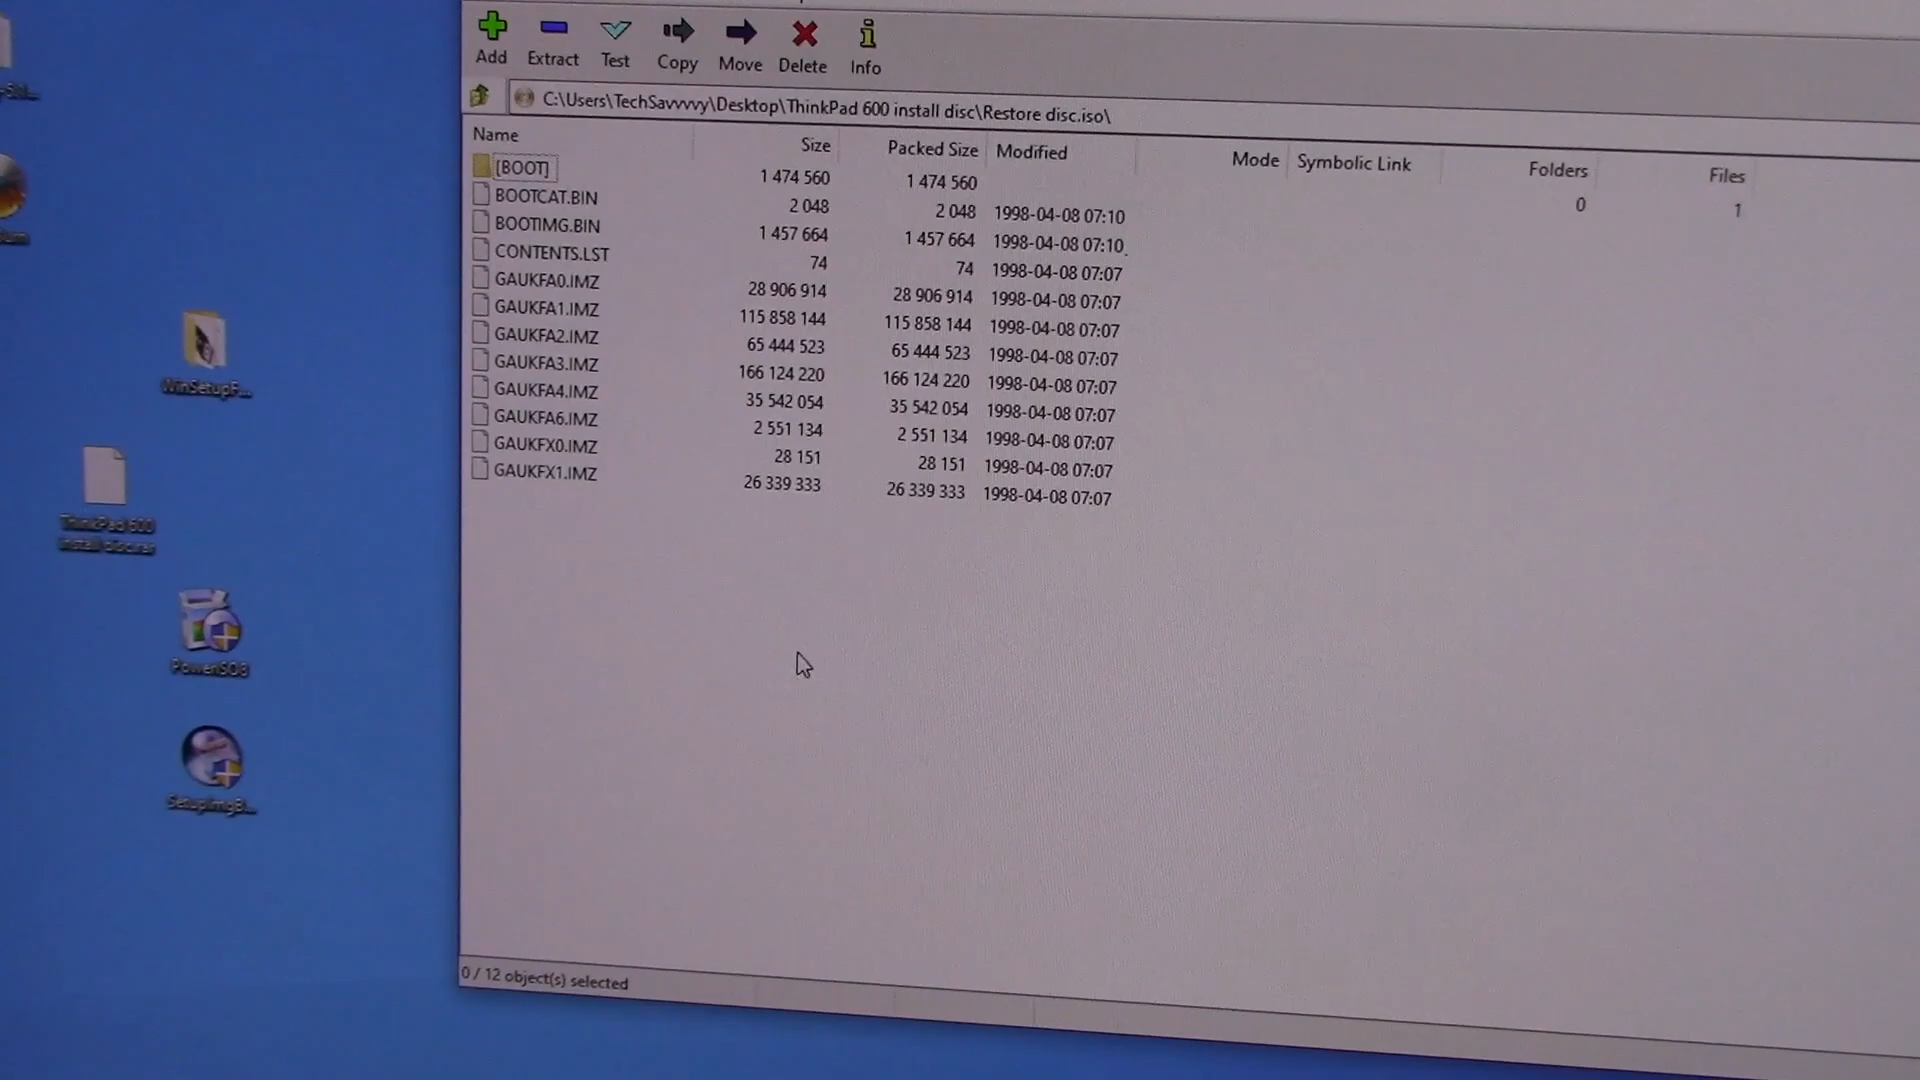 Add Extract Test Copy Move Delete Info
C:\Users\TechSavvvvy\Desktop\ThinkPad 600 install disc\Restore disc.iso\
Name Size Packed Size Modified Mode Symbolic Link Folders Files
[BOOT] 1 474 560 1 474 560 0 1
BOOTCAT.BIN 2 048 2 048 1998-04-08 07:10
BOOTIMG.BIN 1 457 664 1 457 664 1998-04-08 07:10
CONTENTS.LST 74 74 1998-04-08 07:07
GAUKFA0.IMZ 28 906 914 28 906 914 1998-04-08 07:07
GAUKFA1.IMZ 115 858 144 115 858 144 1998-04-08 07:07
GAUKFA2.IMZ 65 444 523 65 444 523 1998-04-08 07:07
GAUKFA3.IMZ 166 124 220 166 124 220 1998-04-08 07:07
GAUKFA4.IMZ 35 542 054 35 542 054 1998-04-08 07:07
GAUKFA6.IMZ 2 551 134 2 551 134 1998-04-08 07:07
GAUKFX0.IMZ 28 151 28 151 1998-04-08 07:07
GAUKFX1.IMZ 26 339 333 26 339 333 1998-04-08 07:07
0 / 12 object(s) selected
WinSetupF...
ThinkPad 600
install disc.rar
PowerISO8
SetupImgB...